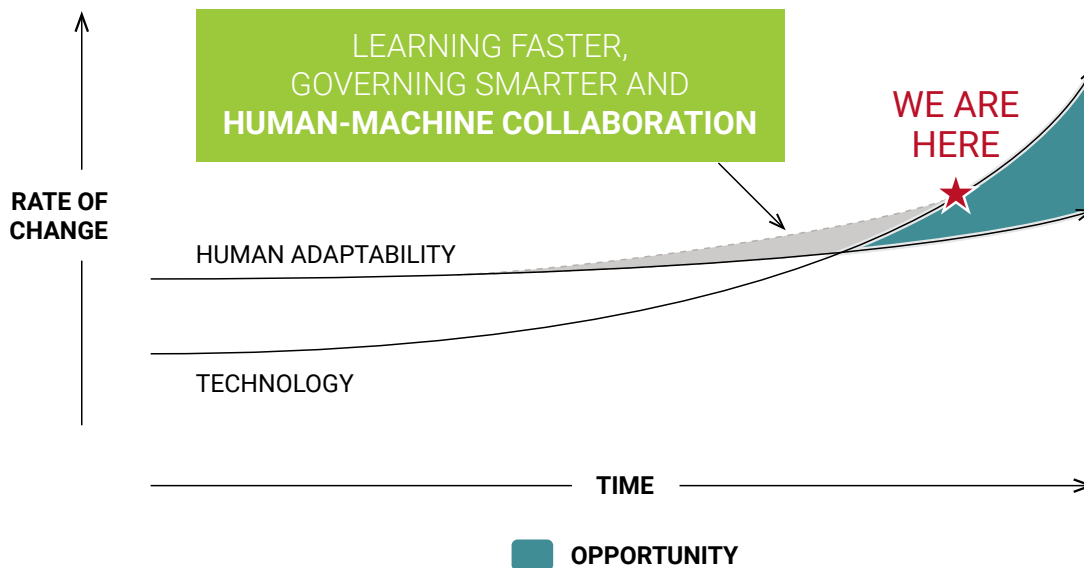 LEARNING FASTER,
GOVERNING SMARTER AND
HUMAN-MACHINE COLLABORATION
WE ARE
HERE
RATE OF
CHANGE
HUMAN ADAPTABILITY
TECHNOLOGY
TIME
OPPORTUNITY